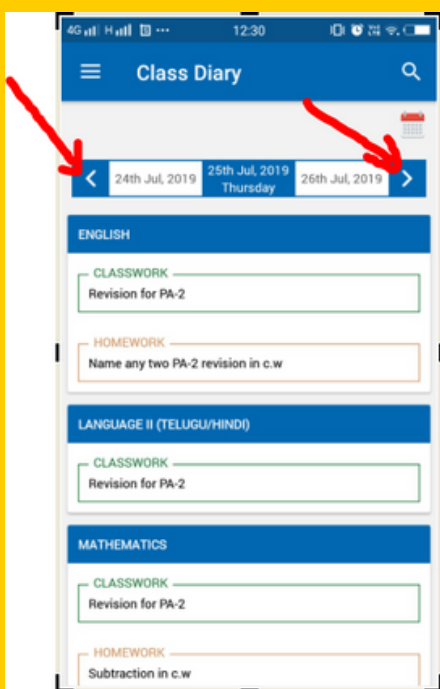 4G H ...
12:30
Class Diary
24th Jul, 2019
25th Jul, 2019
Thursday
26th Jul, 2019
ENGLISH
CLASSWORK
Revision for PA-2
HOMEWORK
Name any two PA-2 revision in c.w
LANGUAGE II (TELUGU/HINDI)
CLASSWORK
Revision for PA-2
MATHEMATICS
CLASSWORK
Revision for PA-2
HOMEWORK
Subtraction in c.w